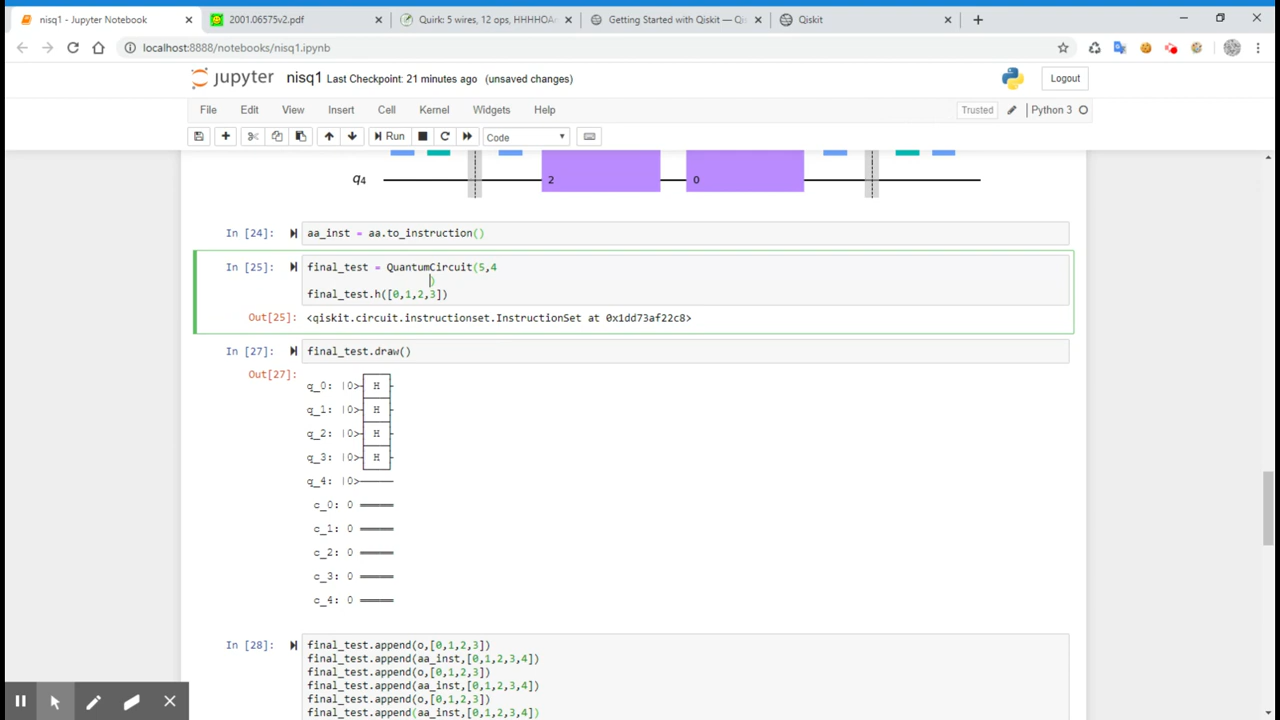 nisq1 - Jupyter Notebook
2001.06575v2.pdf
Quirk: 5 wires, 12 ops, HHHHOA
Getting Started with Qiskit — Qi
Qiskit
localhost:8888/notebooks/nisq1.ipynb
jupyter nisq1 Last Checkpoint: 21 minutes ago (unsaved changes)
Logout
File Edit View Insert Cell Kernel Widgets Help
Trusted
Python 3
Run
Code
q4
2
0
In [24]: aa_inst = aa.to_instruction()
In [25]: final_test = QuantumCircuit(5,4
)
final_test.h([0,1,2,3])
Out[25]: <qiskit.circuit.instructionset.InstructionSet at 0x1dd73af22c8>
In [27]: final_test.draw()
Out[27]:
q_0: |0> H
q_1: |0> H
q_2: |0> H
q_3: |0> H
q_4: |0>
c_0: 0
c_1: 0
c_2: 0
c_3: 0
c_4: 0
In [28]: final_test.append(o,[0,1,2,3])
final_test.append(aa_inst,[0,1,2,3,4])
final_test.append(o,[0,1,2,3])
final_test.append(aa_inst,[0,1,2,3,4])
final_test.append(o,[0,1,2,3])
final_test.append(aa_inst,[0,1,2,3,4])